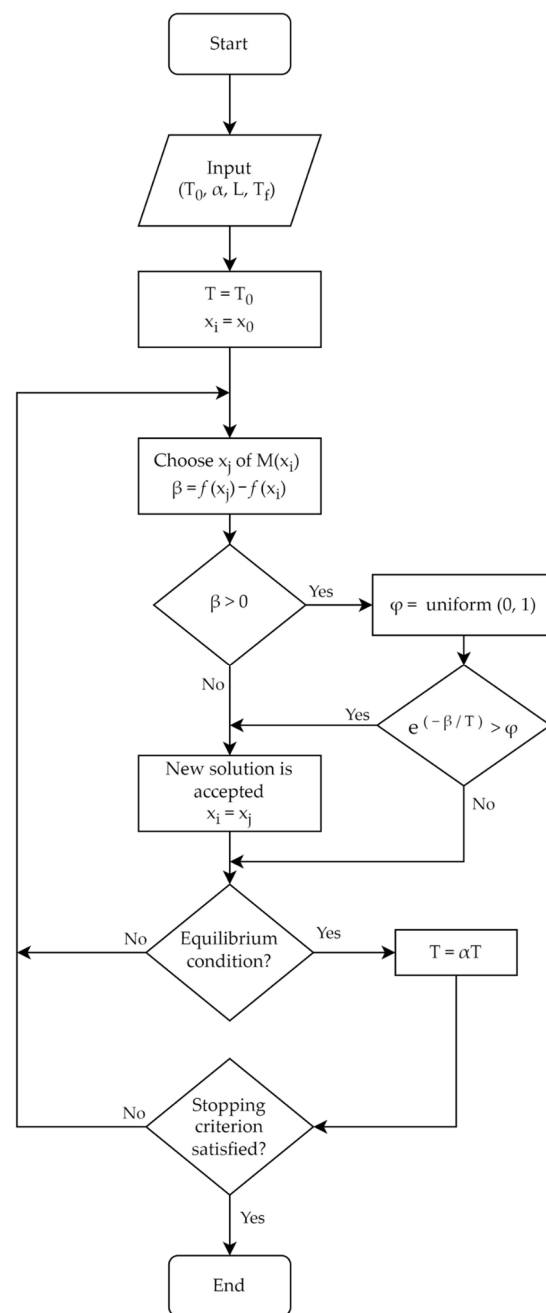 Start
Input
(T₀, α, L, T_f)
T = T₀
xᵢ = x₀
Choose xⱼ of M(xᵢ)
β = f (xⱼ) − f (xᵢ)
β > 0
Yes
φ = uniform (0, 1)
No
Yes
e^(−β/T) > φ
New solution is
accepted
xᵢ = xⱼ
No
No
Equilibrium
condition?
Yes
T = αT
No
Stopping
criterion
satisfied?
Yes
End